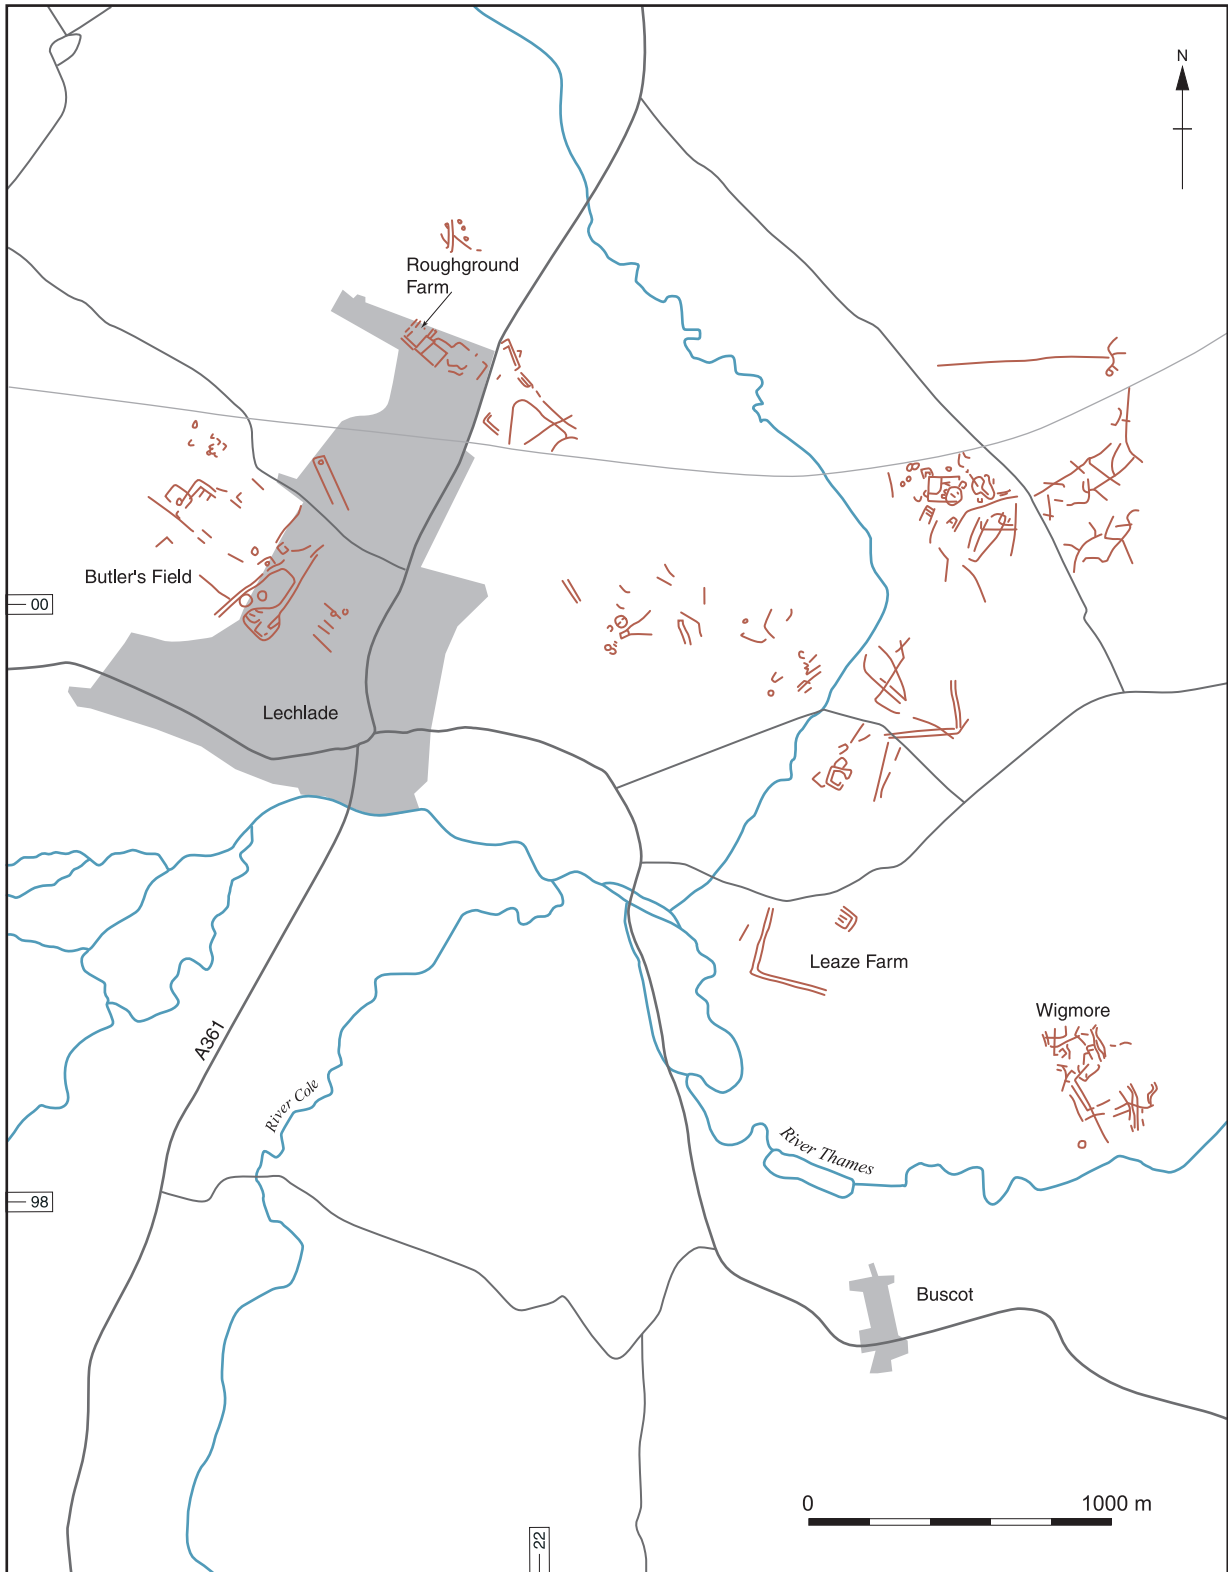 N
Roughground
Farm
Butler's Field
00
Lechlade
Leaze Farm
Wigmore
A361
River Cole
River Thames
98
Buscot
0 1000 m
22